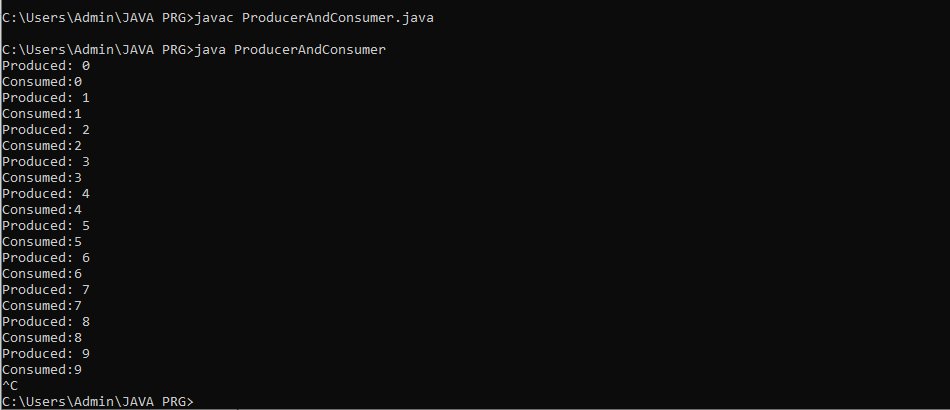 C:\Users\Admin\JAVA PRG>javac ProducerAndConsumer.java
C:\Users\Admin\JAVA PRG>java ProducerAndConsumer
Produced: 0
Consumed:0
Produced: 1
Consumed:1
Produced: 2
Consumed:2
Produced: 3
Consumed:3
Produced: 4
Consumed:4
Produced: 5
Consumed:5
Produced: 6
Consumed:6
Produced: 7
Consumed:7
Produced: 8
Consumed:8
Produced: 9
Consumed:9
^C
C:\Users\Admin\JAVA PRG>